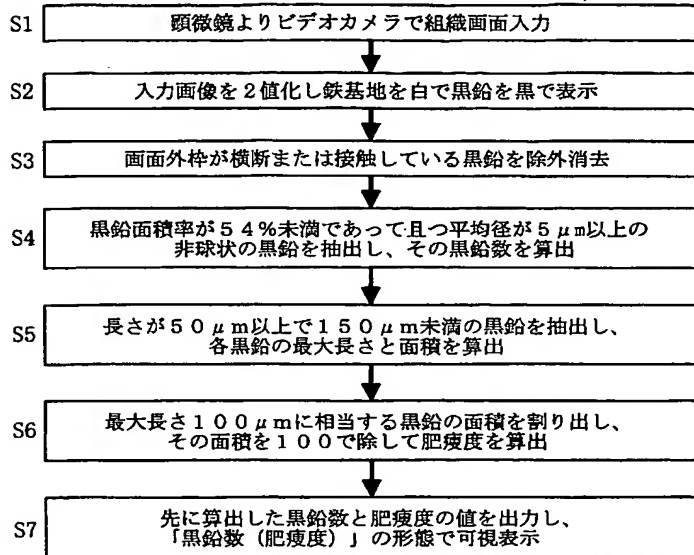 S1 顕微鏡よりビデオカメラで組織画面入力
S2 入力画像を2値化し鉄基地を白で黒鉛を黒で表示
S3 画面外枠が横断または接触している黒鉛を除外消去
S4 黒鉛面積率が54%未満であって且つ平均径が5μm以上の
非球状の黒鉛を抽出し、その黒鉛数を算出
S5 長さが50μm以上で150μm未満の黒鉛を抽出し、
各黒鉛の最大長さと面積を算出
S6 最大長さ100μmに相当する黒鉛の面積を割り出し、
その面積を100で除して肥痩度を算出
S7 先に算出した黒鉛数と肥痩度の値を出力し、
「黒鉛数(肥痩度)」の形態で可視表示